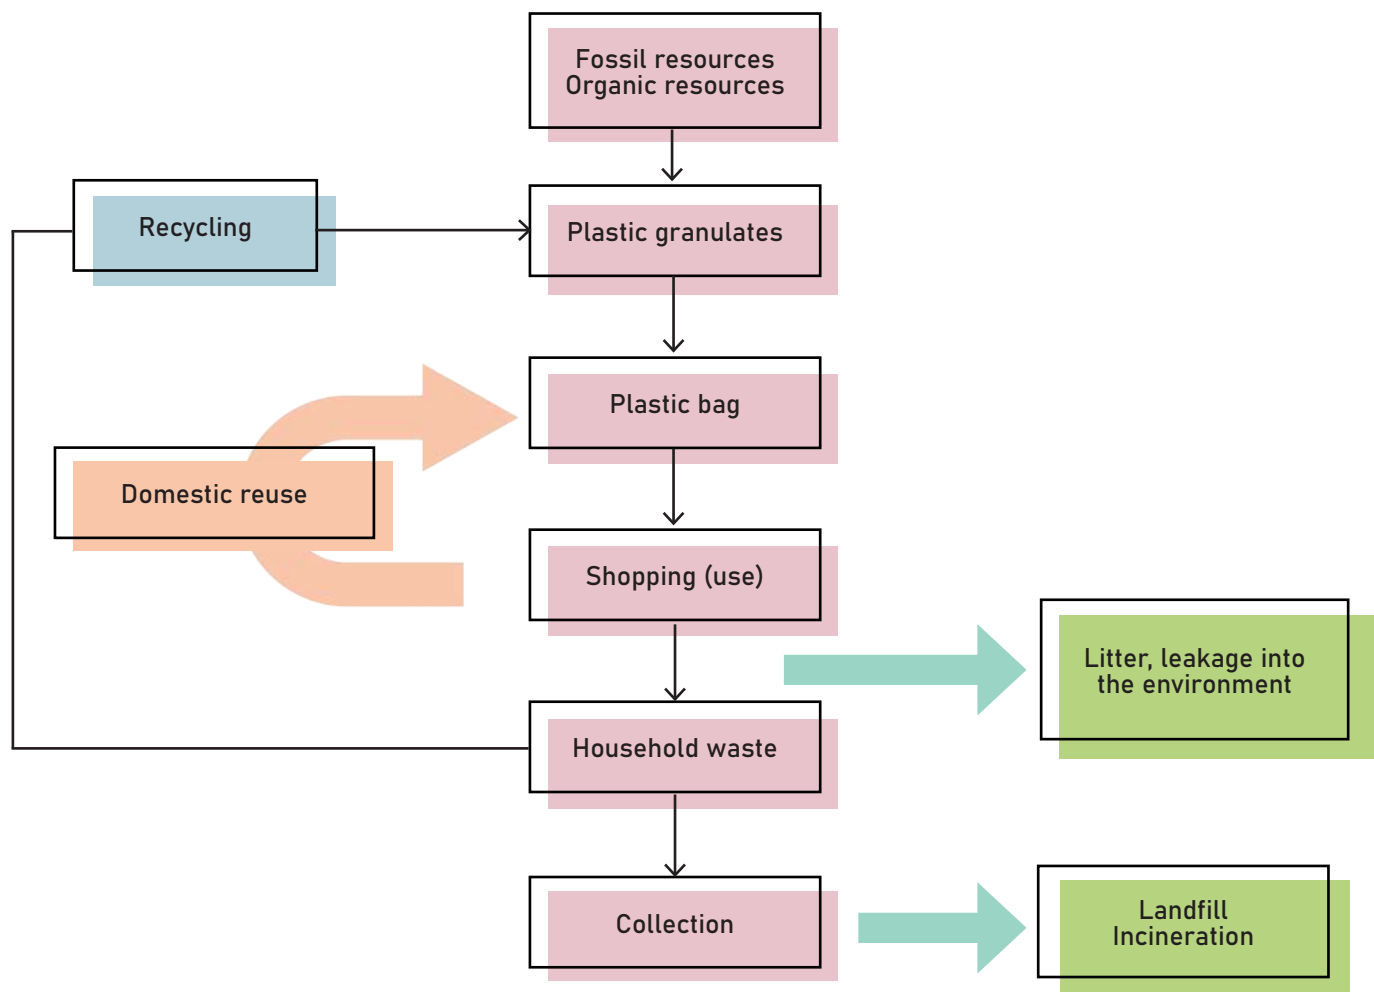 Fossil resources
Organic resources
Recycling
Plastic granulates
Plastic bag
Domestic reuse
Shopping (use)
Litter, leakage into
the environment
Household waste
Collection
Landfill
Incineration